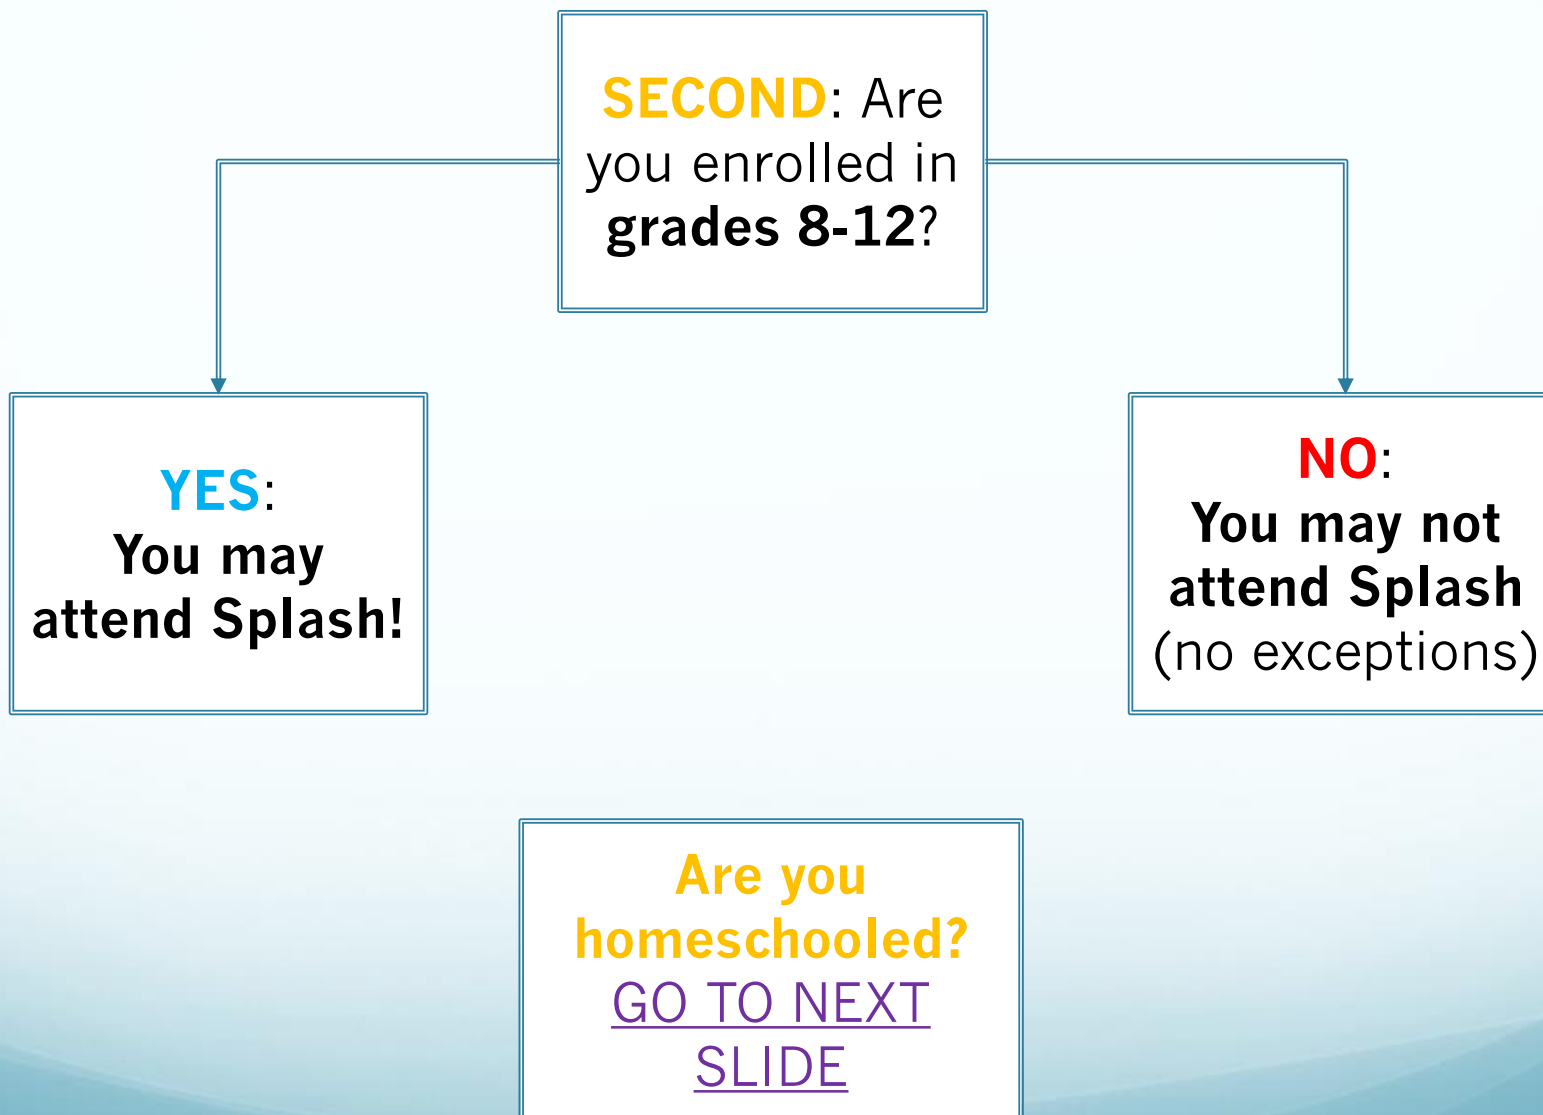 SECOND: Are
you enrolled in
grades 8-12?
YES:
You may
attend Splash!
NO:
You may not
attend Splash
(no exceptions)
Are you
homeschooled?
GO TO NEXT
SLIDE